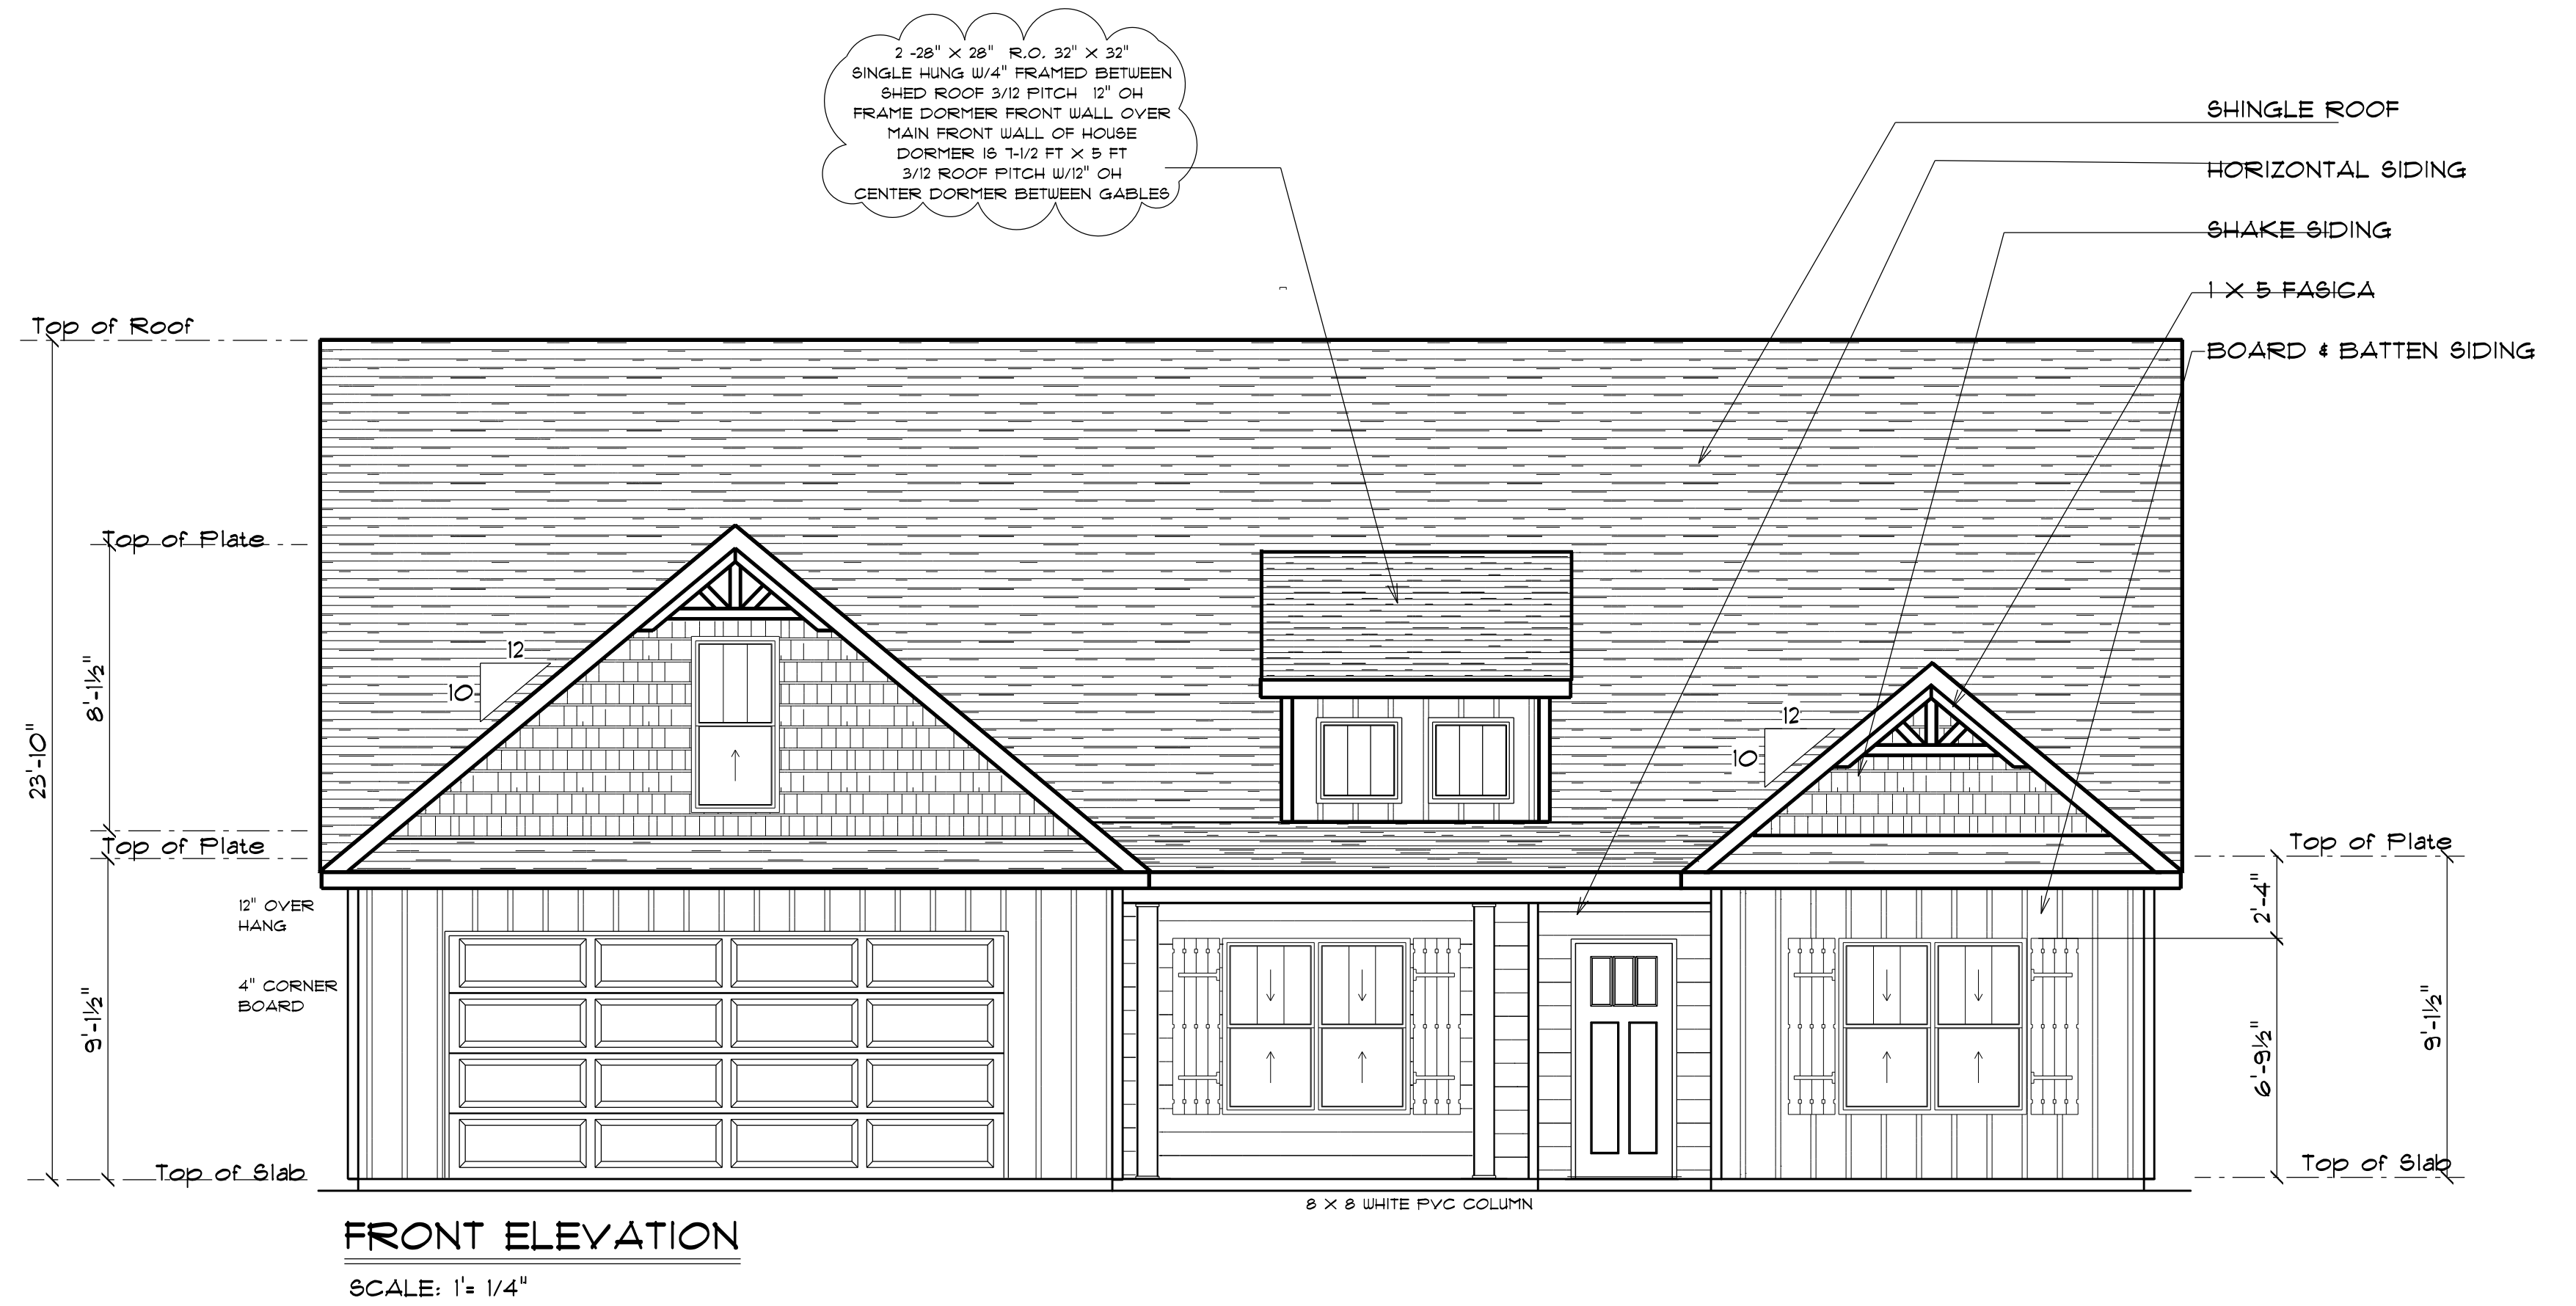 2 -28" X 28"  R.O. 32" X 32"
SINGLE HUNG W/4" FRAMED BETWEEN
SHED ROOF 3/12 PITCH  12" OH
FRAME DORMER FRONT WALL OVER
MAIN FRONT WALL OF HOUSE
DORMER IS 7-1/2 FT X 5 FT
3/12 ROOF PITCH W/12" OH
CENTER DORMER BETWEEN GABLES
SHINGLE ROOF
HORIZONTAL SIDING
SHAKE SIDING
1 X 5 FASICA
BOARD & BATTEN SIDING
Top of Roof
Top of Plate
12
10
8'-1½"
23'-10"
12
10
Top of Plate
Top of Plate
12" OVER
HANG
2'-4"
4" CORNER
BOARD
9'-1½"
6'-9½"
9'-1½"
Top of Slab
Top of Slab
8 X 8 WHITE PVC COLUMN
FRONT ELEVATION
SCALE: 1'= 1/4"